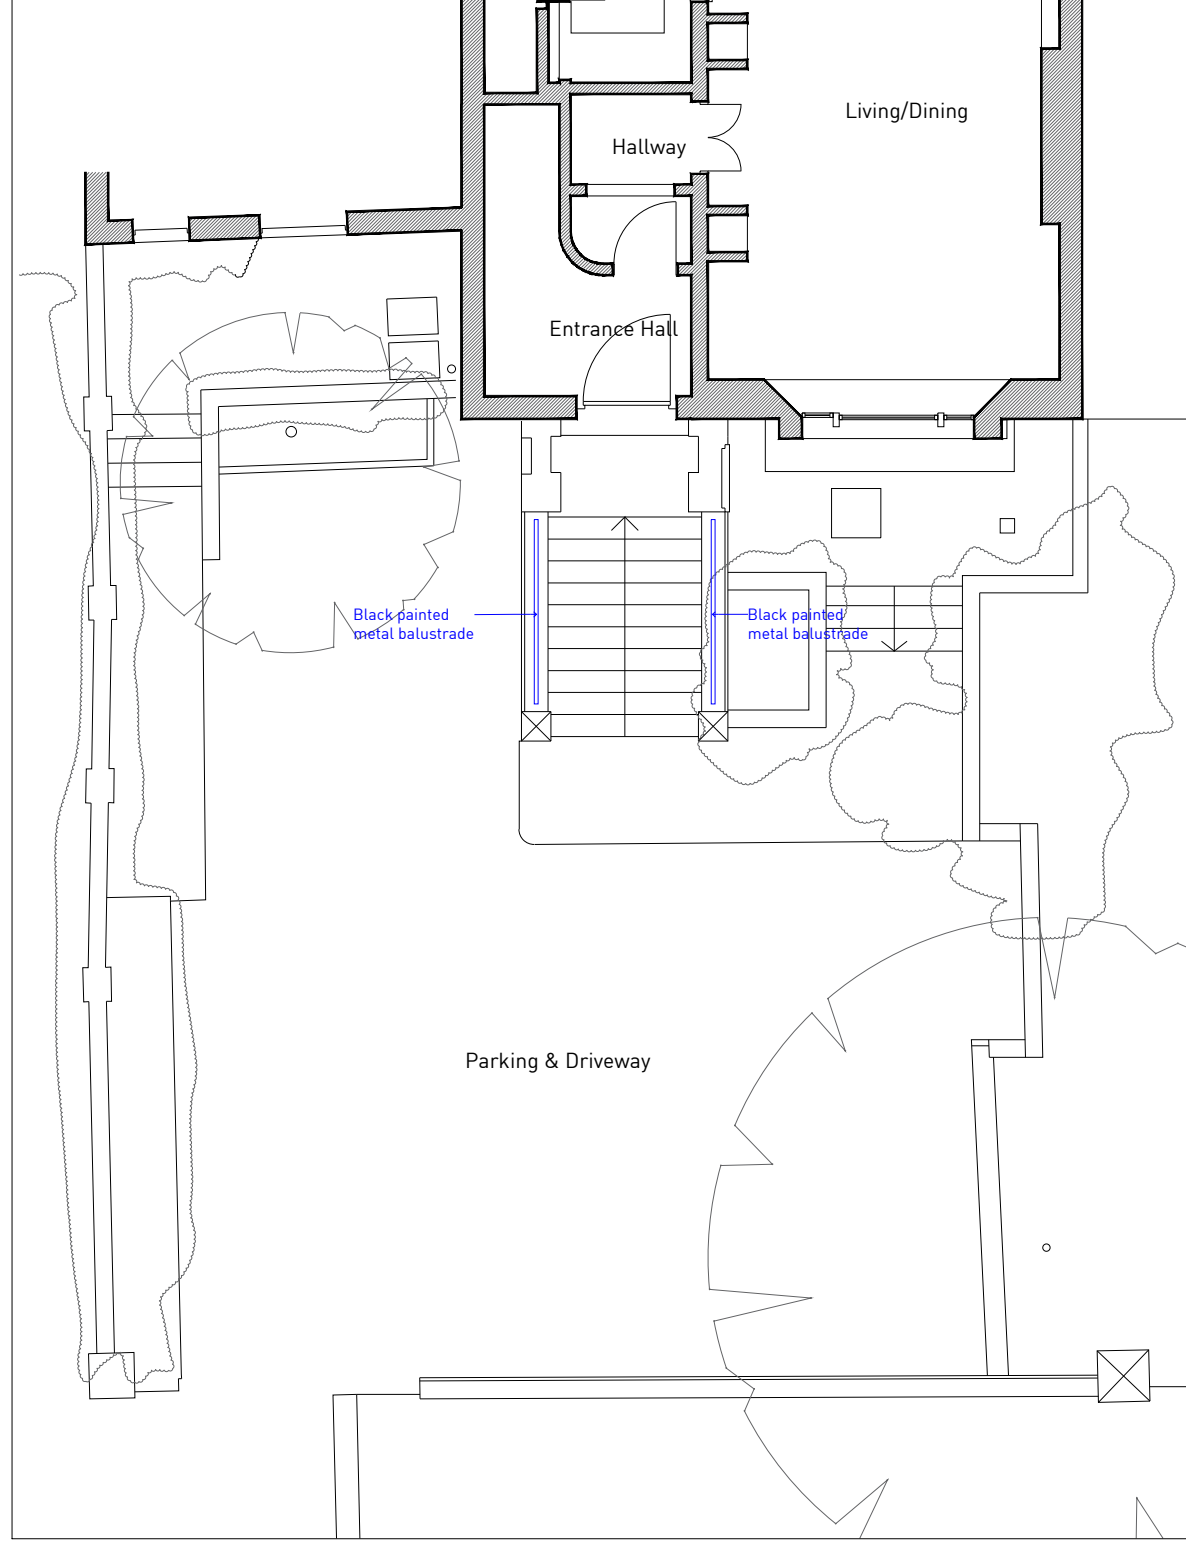 Living/Dining
Hallway
Entrance Hall
Black painted
metal balustrade
Black painted
metal balustrade
Parking & Driveway